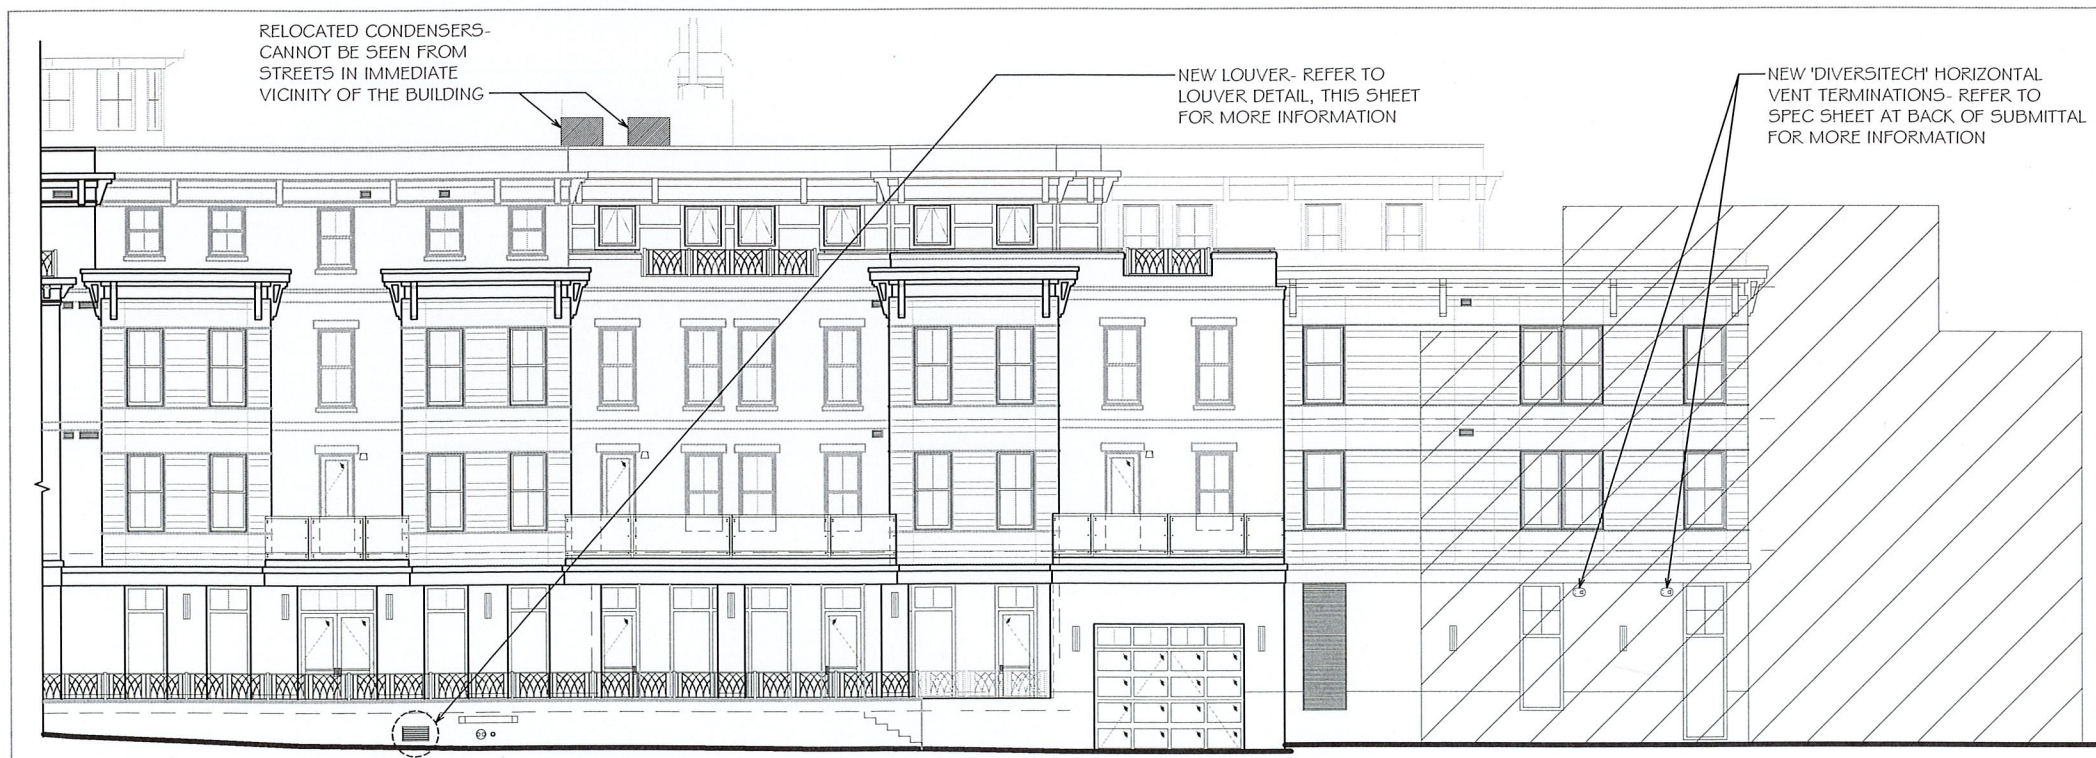 RELOCATED CONDENSERS-
CANNOT BE SEEN FROM
STREETS IN IMMEDIATE
VICINITY OF THE BUILDING
NEW LOUVER- REFER TO
LOUVER DETAIL, THIS SHEET
FOR MORE INFORMATION
NEW 'DIVERSITECH' HORIZONTAL
VENT TERMINATIONS- REFER TO
SPEC SHEET AT BACK OF SUBMITTAL
FOR MORE INFORMATION